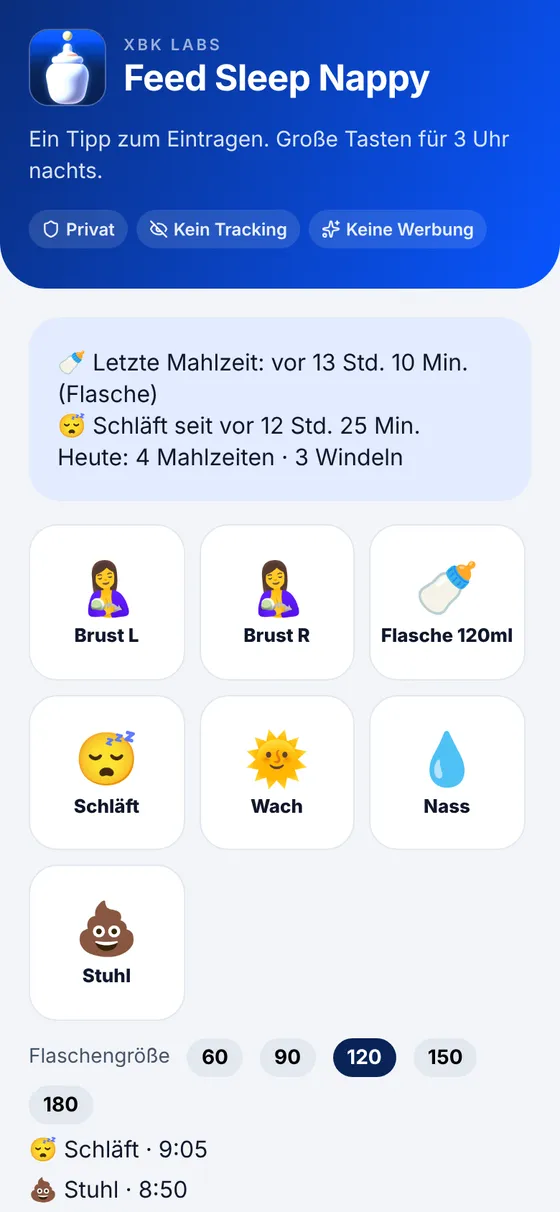 XBK LABS
Feed Sleep Nappy
Ein Tipp zum Eintragen. Große Tasten für 3 Uhr
nachts.
Privat
Kein Tracking
Keine Werbung
🍼 Letzte Mahlzeit: vor 13 Std. 10 Min.
(Flasche)
😴 Schläft seit vor 12 Std. 25 Min.
Heute: 4 Mahlzeiten · 3 Windeln
Brust L
Brust R
Flasche 120ml
Schläft
Wach
Nass
Stuhl
Flaschengröße 60 90 120 150
180
😴 Schläft · 9:05
💩 Stuhl · 8:50